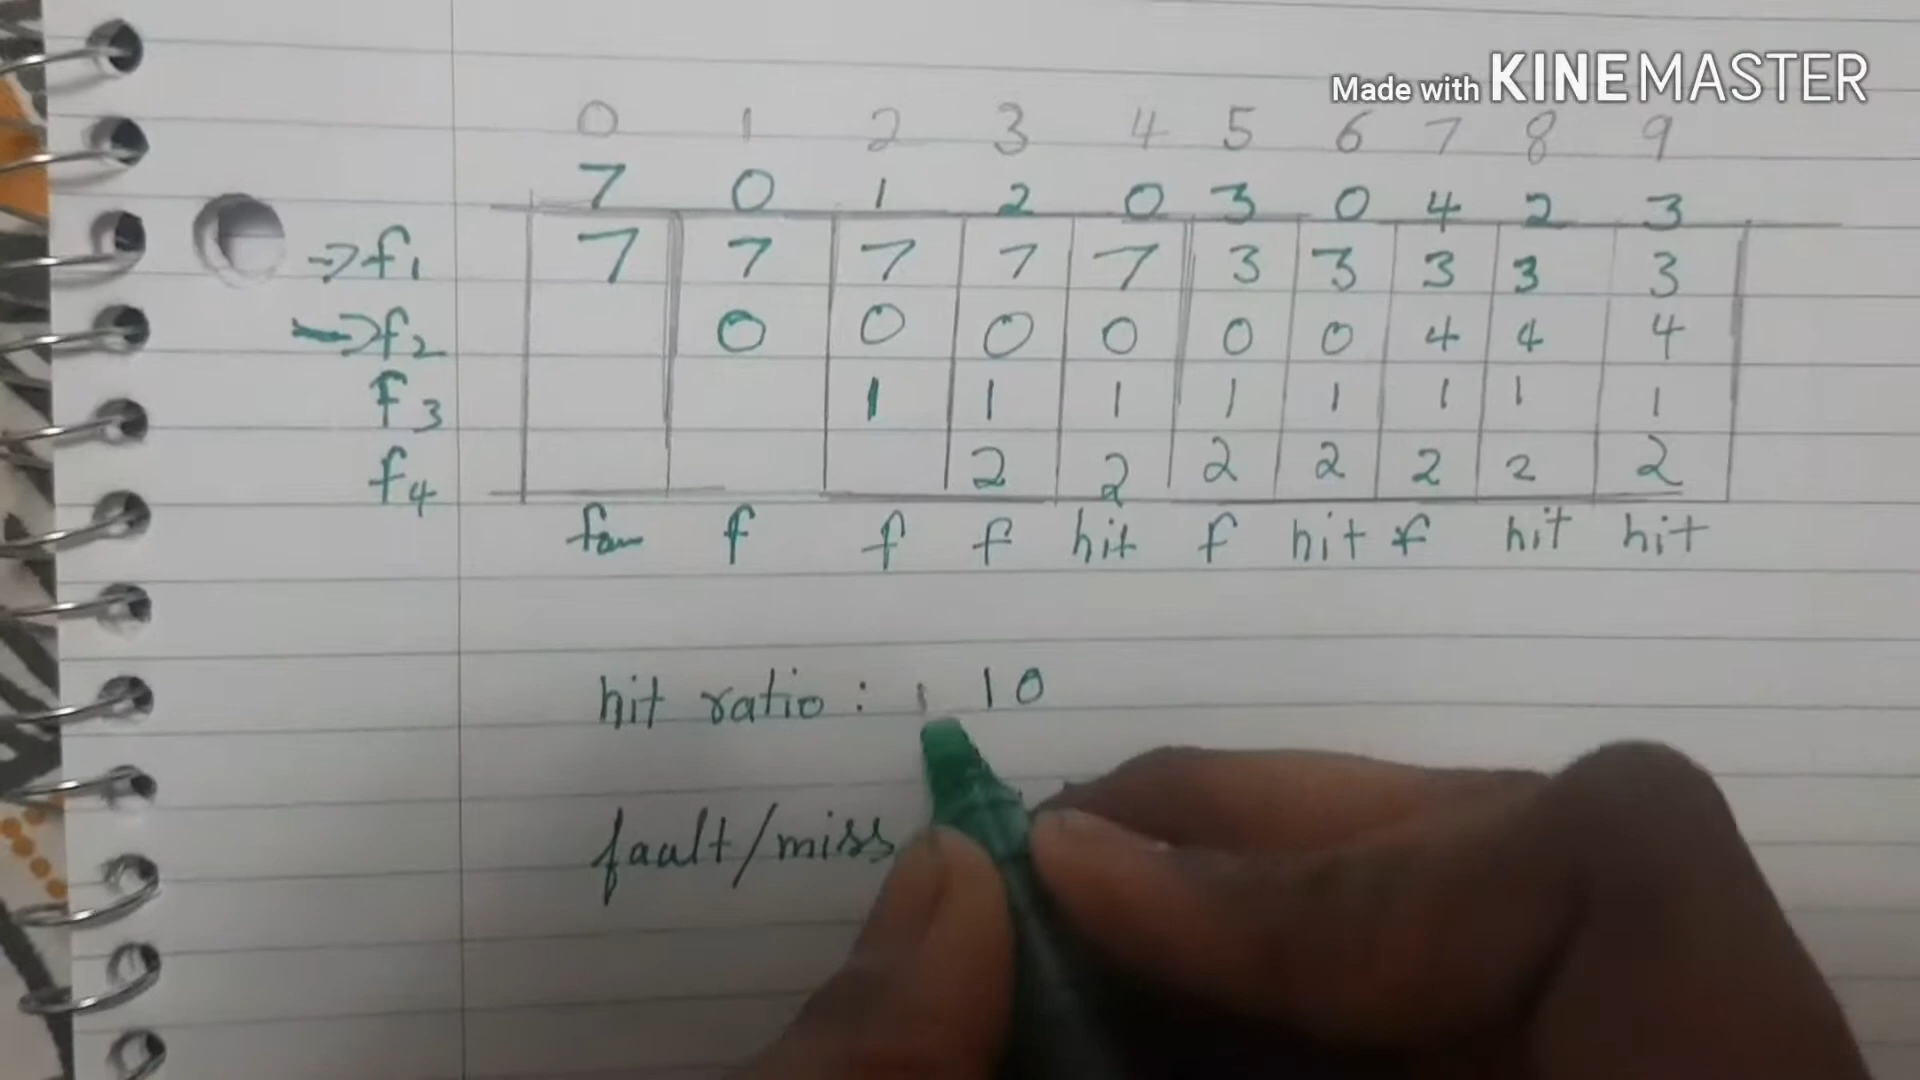 Made with KINEMASTER
0 1 2 3 4 5 6 7 8 9
7 0 1 2 0 3 0 4 2 3
→f1 7 7 7 7 7 3 3 3 3 3
→f2 0 0 0 0 0 0 4 4 4
f3 1 1 1 1 1 1 1 1
f4 2 2 2 2 2 2 2
f f f hit f hit f hit hit
hit ratio : 10
fault/miss